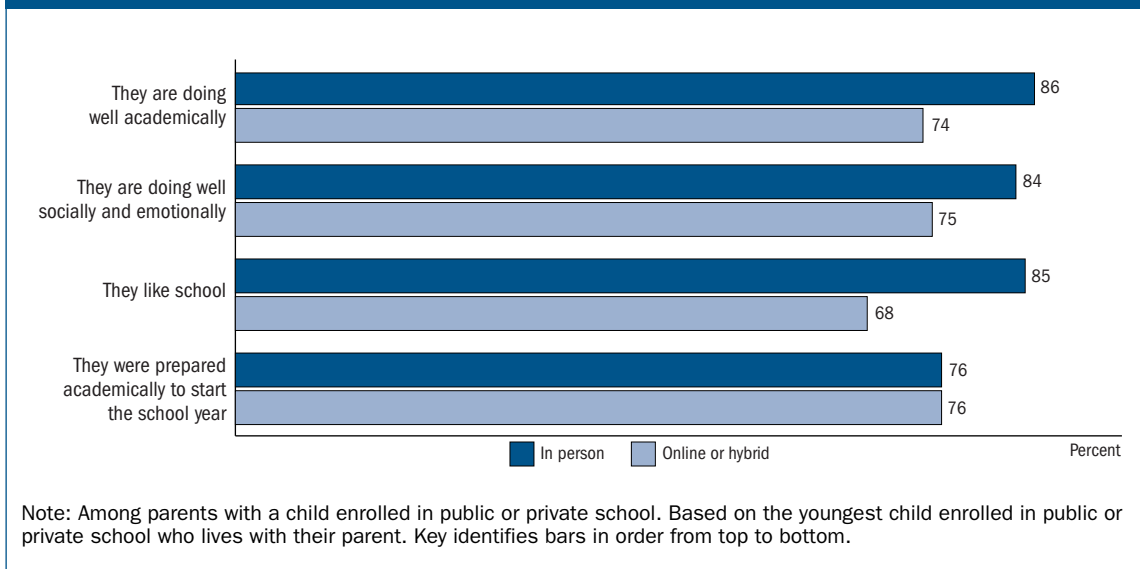 They are doing
well academically
86
74
They are doing well
socially and emotionally
84
75
They like school
85
68
They were prepared
academically to start
the school year
76
76
In person
Online or hybrid
Percent
Note: Among parents with a child enrolled in public or private school. Based on the youngest child enrolled in public or
private school who lives with their parent. Key identifies bars in order from top to bottom.